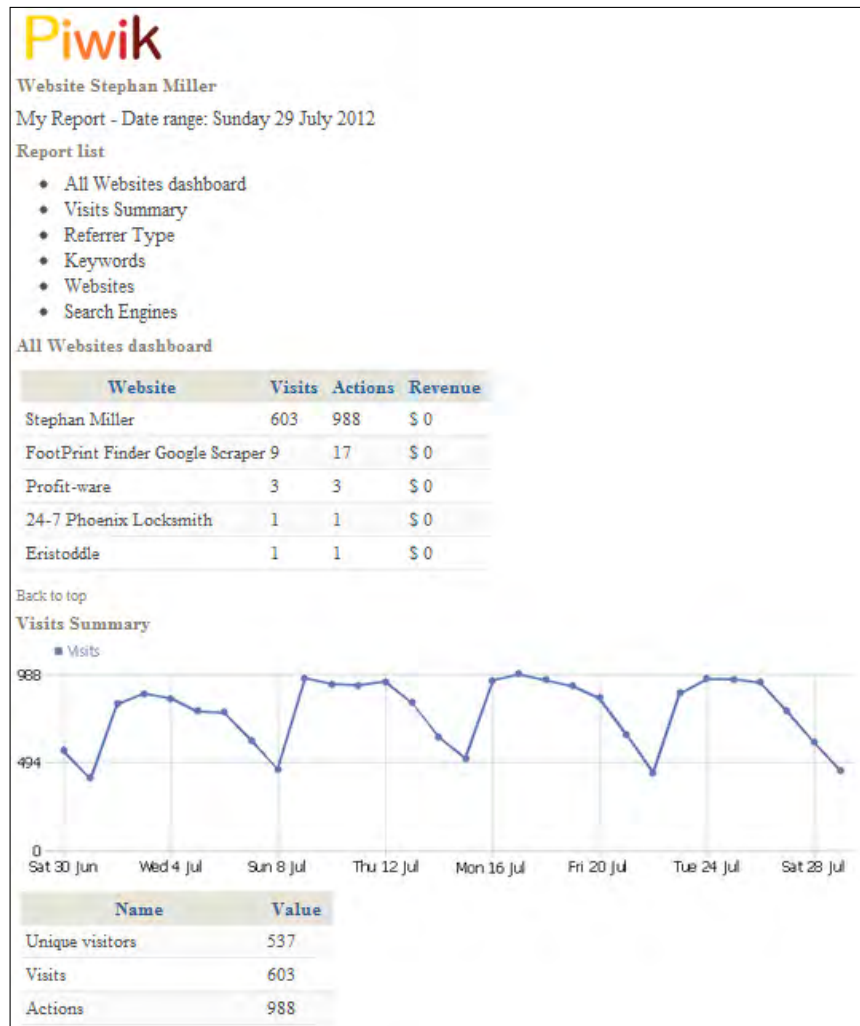 Piwik
Website Stephan Miller
My Report - Date range: Sunday 29 July 2012
Report list
• All Websites dashboard
• Visits Summary
• Referrer Type
• Keywords
• Websites
• Search Engines
All Websites dashboard
Website Visits Actions Revenue
Stephan Miller 603 988 $ 0
FootPrint Finder Google Scraper 9 17 $ 0
Profit-ware 3 3 $ 0
24-7 Phoenix Locksmith 1 1 $ 0
Eristoddle 1 1 $ 0
Back to top
Visits Summary
Visits
988
494
0
Sat 30 Jun Wed 4 Jul Sun 8 Jul Thu 12 Jul Mon 16 Jul Fri 20 Jul Tue 24 Jul Sat 28 Jul
Name Value
Unique visitors 537
Visits 603
Actions 988